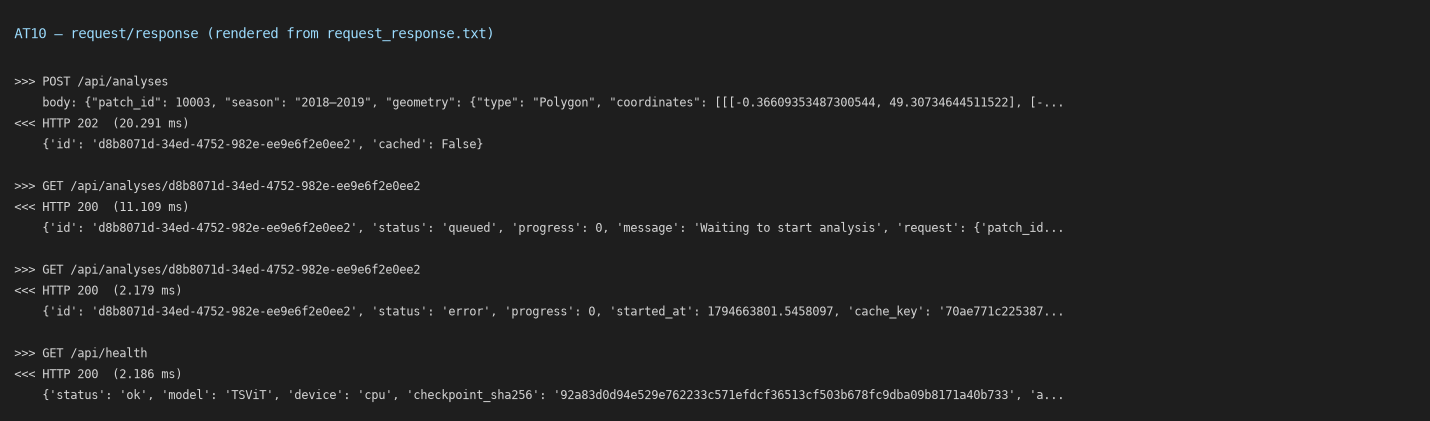 AT10 — request/response (rendered from request_response.txt)
>>> POST /api/analyses
body: {"patch_id": 10003, "season": "2018–2019", "geometry": {"type": "Polygon", "coordinates": [[[-0.36609353487300544, 49.30734644511522], [-...
<<< HTTP 202  (20.291 ms)
{'id': 'd8b8071d-34ed-4752-982e-ee9e6f2e0ee2', 'cached': False}
>>> GET /api/analyses/d8b8071d-34ed-4752-982e-ee9e6f2e0ee2
<<< HTTP 200  (11.109 ms)
{'id': 'd8b8071d-34ed-4752-982e-ee9e6f2e0ee2', 'status': 'queued', 'progress': 0, 'message': 'Waiting to start analysis', 'request': {'patch_id...
>>> GET /api/analyses/d8b8071d-34ed-4752-982e-ee9e6f2e0ee2
<<< HTTP 200  (2.179 ms)
{'id': 'd8b8071d-34ed-4752-982e-ee9e6f2e0ee2', 'status': 'error', 'progress': 0, 'started_at': 1794663801.5458097, 'cache_key': '70ae771c225387...
>>> GET /api/health
<<< HTTP 200  (2.186 ms)
{'status': 'ok', 'model': 'TSViT', 'device': 'cpu', 'checkpoint_sha256': '92a83d0d94e529e762233c571efdcf36513cf503b678fc9dba09b8171a40b733', 'a...